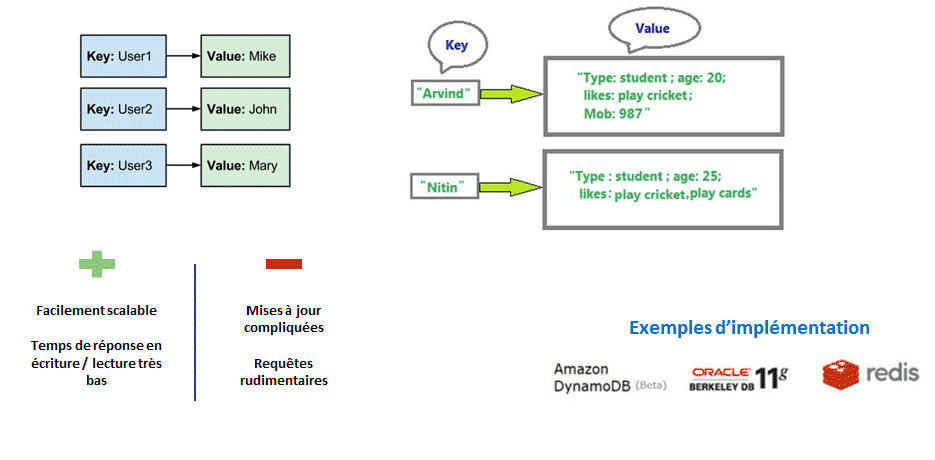 Key: User1
Value: Mike
Key: User2
Value: John
Key: User3
Value: Mary
Key
Value
"Arvind"
"Type: student ; age: 20;
likes: play cricket;
Mob: 987"
"Nitin"
"Type : student ; age: 25;
likes: play cricket,play cards"
Facilement scalable
Temps de réponse en
écriture / lecture très
bas
Mises à jour
compliquées
Requêtes
rudimentaires
Exemples d'implémentation
Amazon
DynamoDB (Beta)
ORACLE
BERKELEY DB 11g
redis